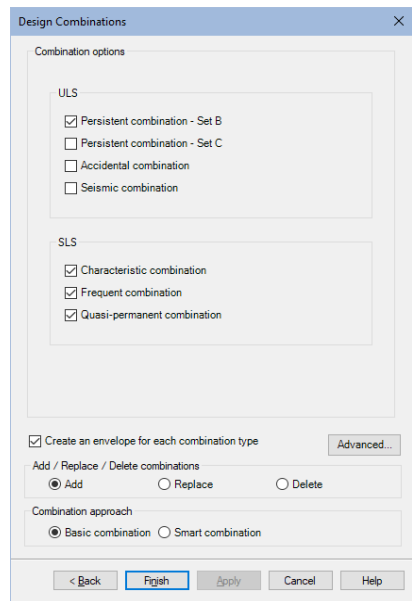 Design Combinations
Combination options
ULS
Persistent combination - Set B
Persistent combination - Set C
Accidental combination
Seismic combination
SLS
Characteristic combination
Frequent combination
Quasi-permanent combination
Create an envelope for each combination type
Advanced...
Add / Replace / Delete combinations
Add Replace Delete
Combination approach
Basic combination Smart combination
< Back Finish Apply Cancel Help